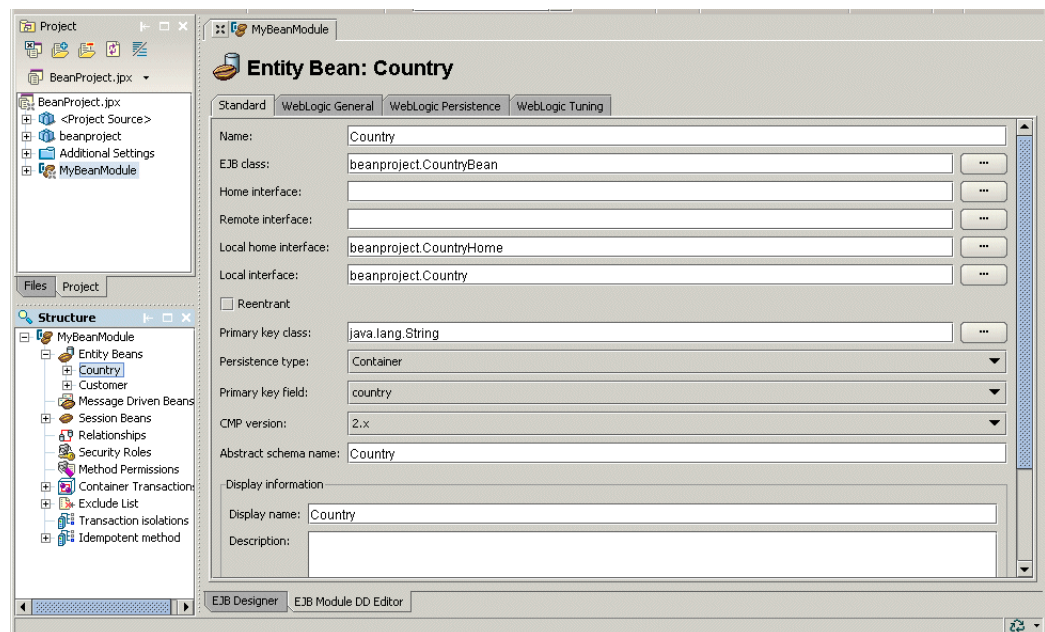 Project
BeanProject.jpx
BeanProject.jpx
<Project Source>
beanproject
Additional Settings
MyBeanModule
Files Project
Structure
MyBeanModule
Entity Beans
Country
Customer
Message Driven Beans
Session Beans
Relationships
Security Roles
Method Permissions
Container Transaction
Exclude List
Transaction isolations
Idempotent method
MyBeanModule
Entity Bean: Country
Standard WebLogic General WebLogic Persistence WebLogic Tuning
Name: Country
EJB class: beanproject.CountryBean ...
Home interface: ...
Remote interface: ...
Local home interface: beanproject.CountryHome ...
Local interface: beanproject.Country ...
Reentrant
Primary key class: java.lang.String ...
Persistence type: Container
Primary key field: country
CMP version: 2.x
Abstract schema name: Country
Display information
Display name: Country
Description:
EJB Designer EJB Module DD Editor